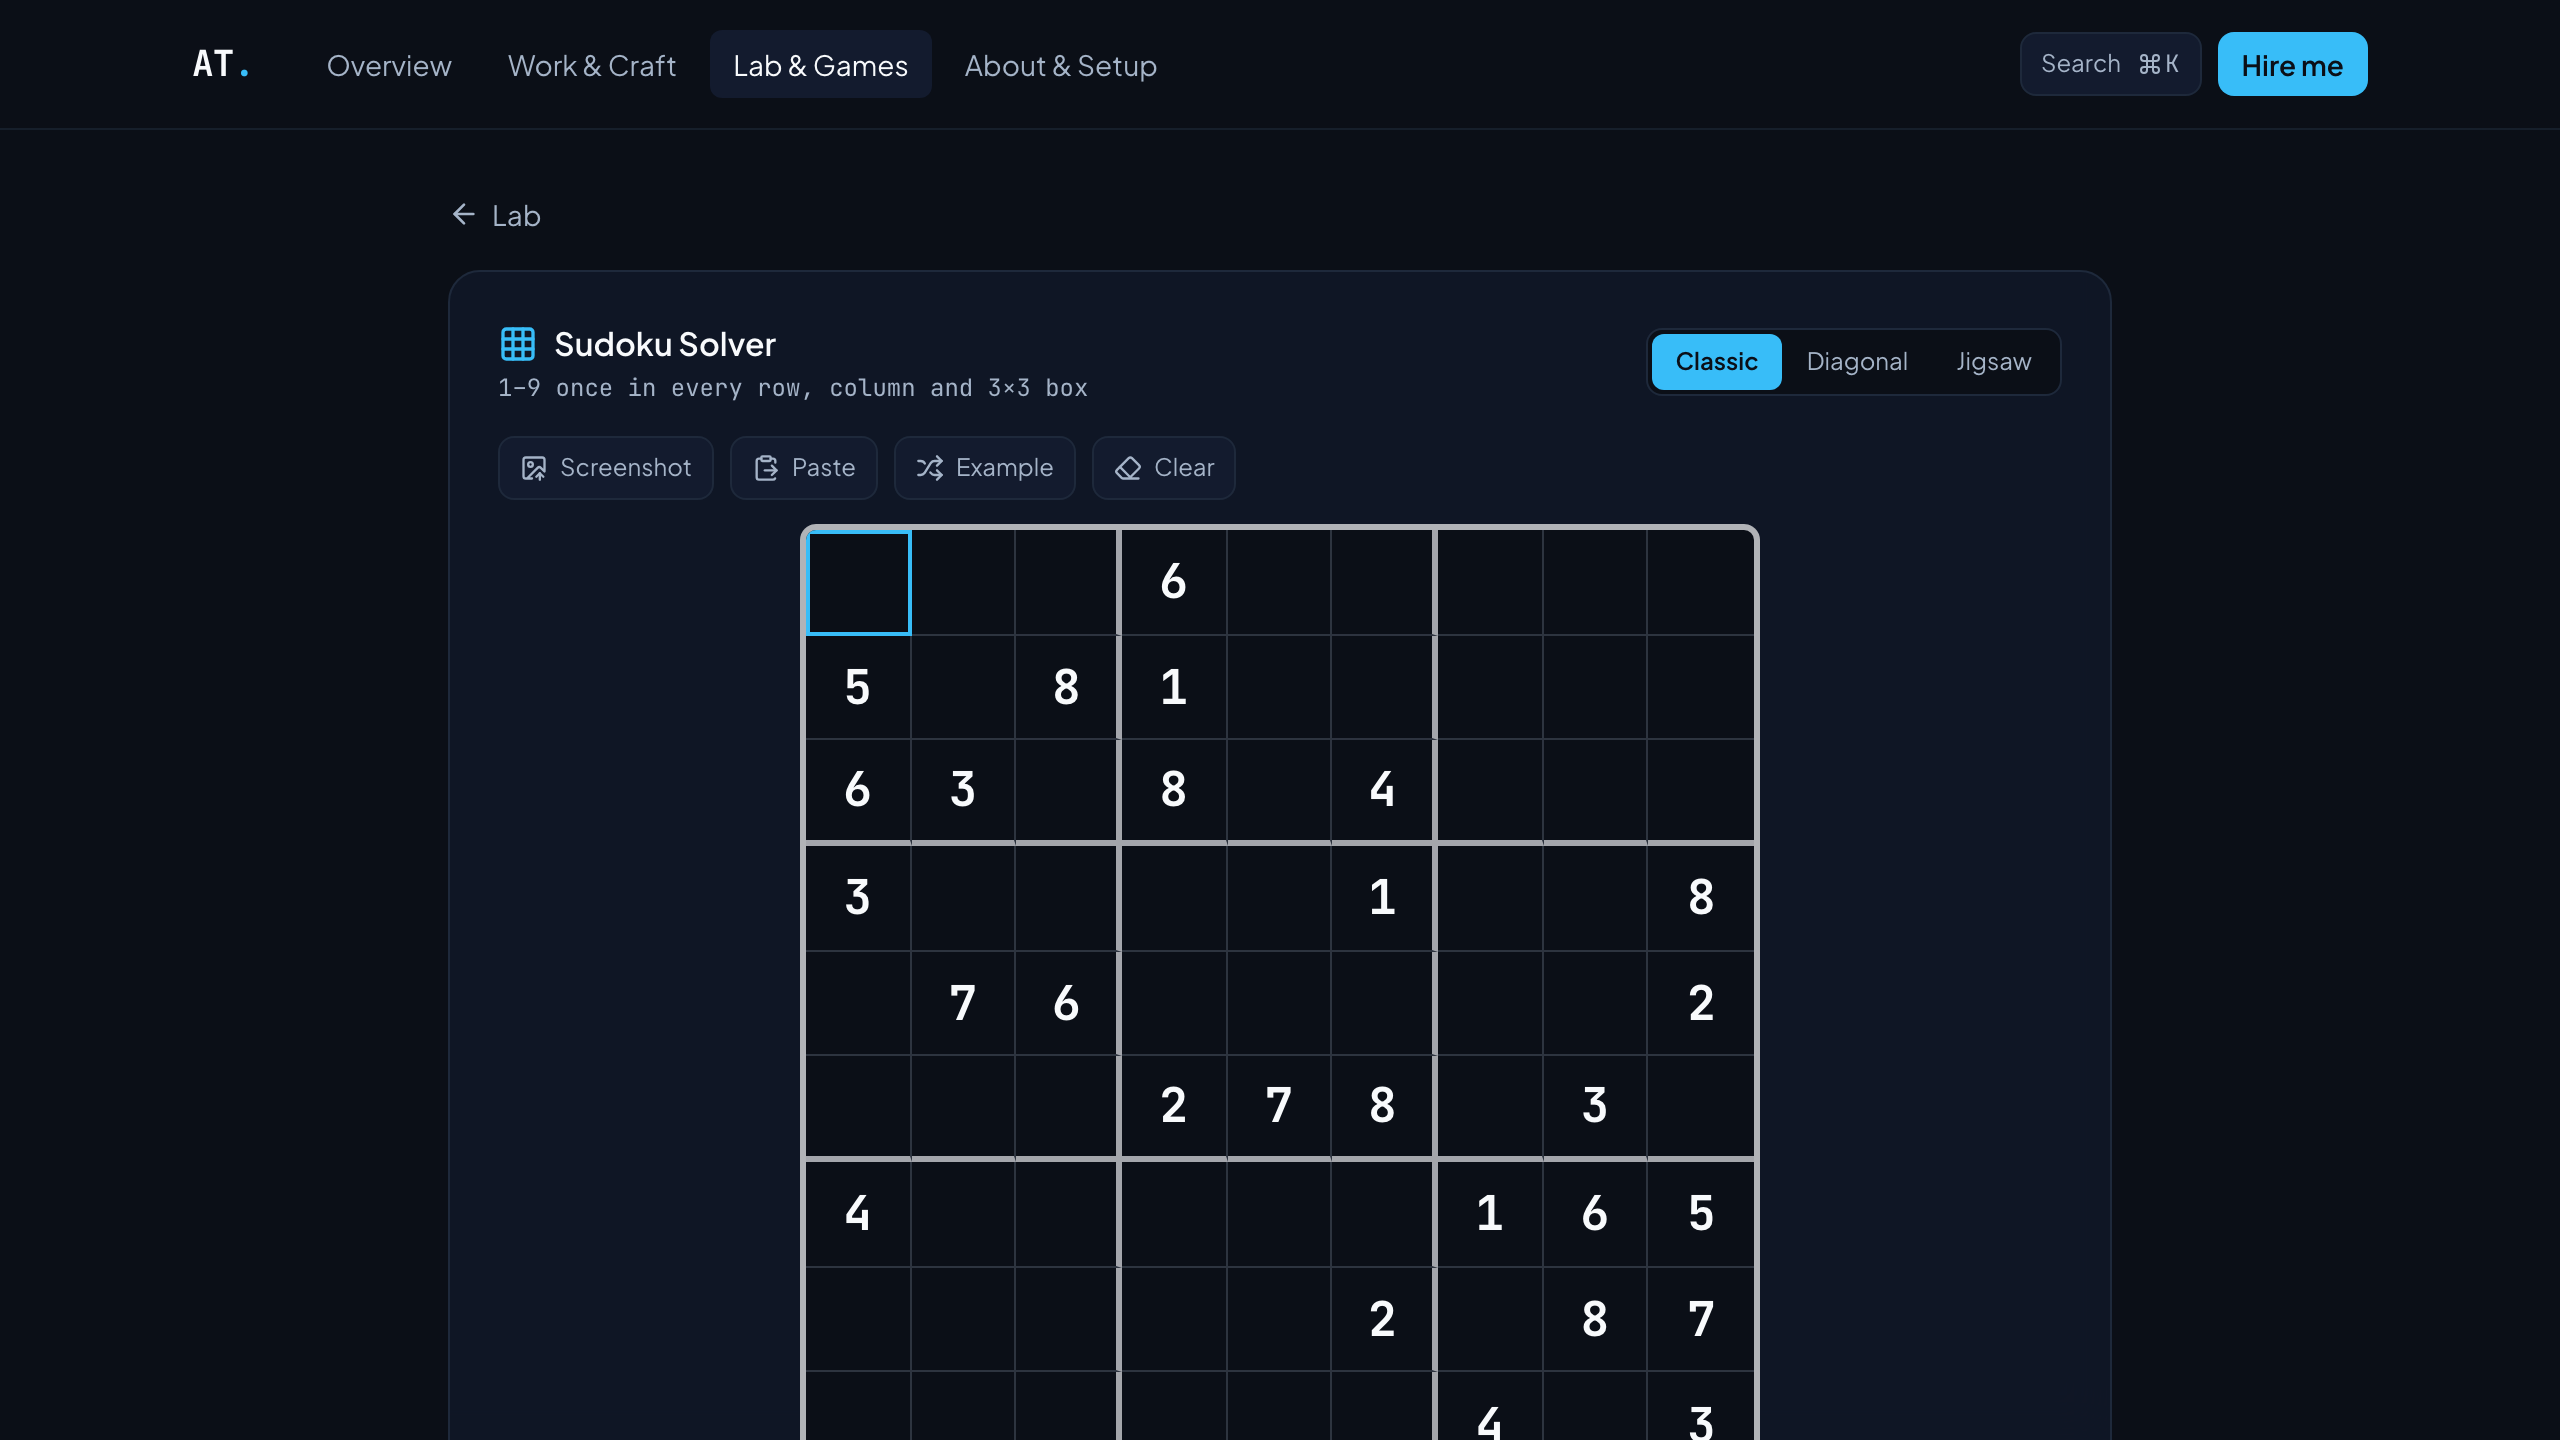 AT. Overview Work & Craft Lab & Games About & Setup Search ⌘K Hire me
← Lab
Sudoku Solver
1–9 once in every row, column and 3×3 box
Classic Diagonal Jigsaw
Screenshot Paste Example Clear
6
5 8 1
6 3 8 4
3 1 8
7 6 2
2 7 8 3
4 1 6 5
2 8 7
4 3